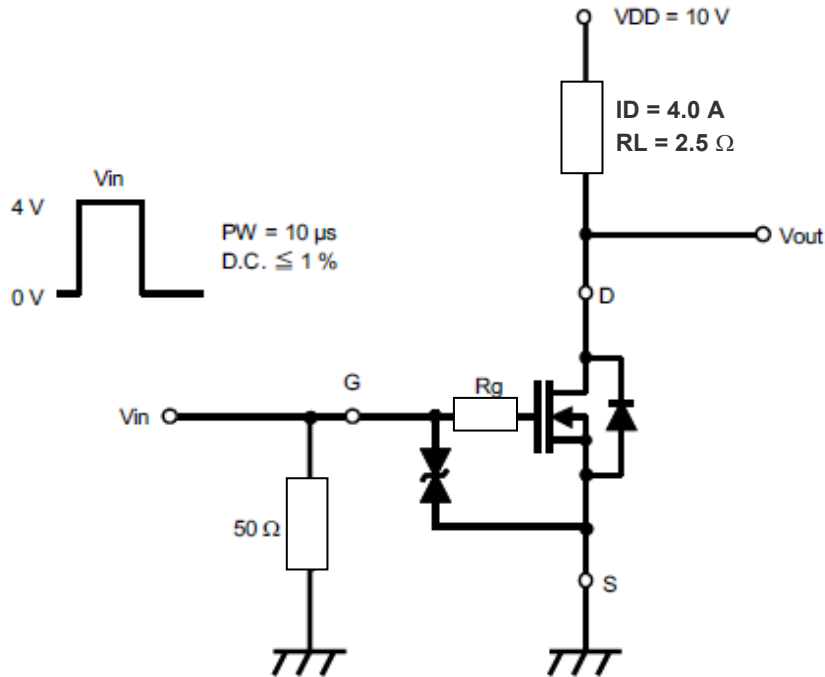 VDD = 10 V
ID = 4.0 A
RL = 2.5 Ω
Vin
4 V
PW = 10 µs
D.C. ≦ 1 %
0 V
Vout
D
G
Rg
Vin
50 Ω
S